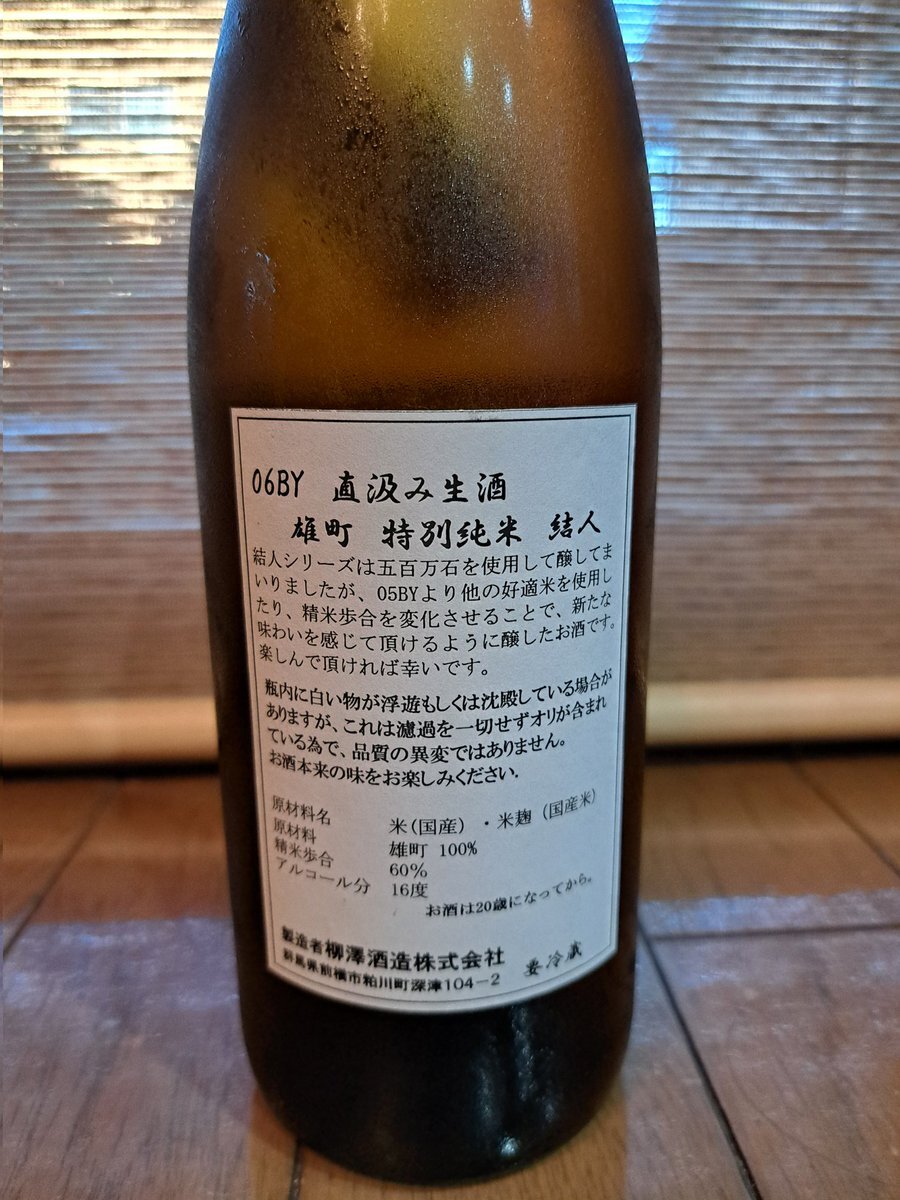 06BY 直汲み生酒
雄町 特別純米 結人
結人シリーズは五百万石を使用して醸してま
いりましたが、05BYより他の好適米を使用し
たり、精米歩合を変化させることで、新たな
味わいを感じて頂けるように醸したお酒です。
楽しんで頂ければ幸いです。
瓶内に白い物が浮遊もしくは沈殿している場合が
ありますが、これは濾過を一切せずオリが含まれ
ている為で、品質の異変ではありません。
お酒本来の味をお楽しみください.
原材料名 米(国産)・米麹(国産米)
原材料 雄町 100%
精米歩合 60%
アルコール分 16度
お酒は20歳になってから。
製造者柳澤酒造株式会社
群馬県前橋市粕川町深津104-2 要冷蔵